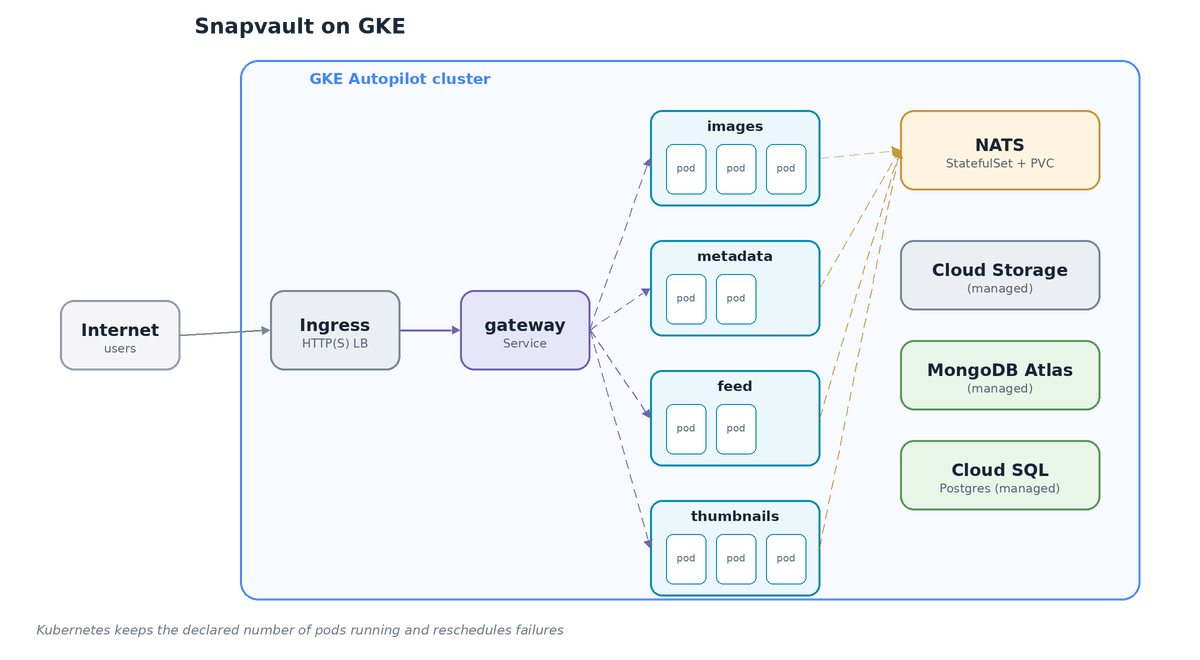 Snapvault on GKE
GKE Autopilot cluster
Internet
users
Ingress
HTTP(S) LB
gateway
Service
images
pod pod pod
metadata
pod pod
feed
pod pod
thumbnails
pod pod pod
NATS
StatefulSet + PVC
Cloud Storage
(managed)
MongoDB Atlas
(managed)
Cloud SQL
Postgres (managed)
Kubernetes keeps the declared number of pods running and reschedules failures